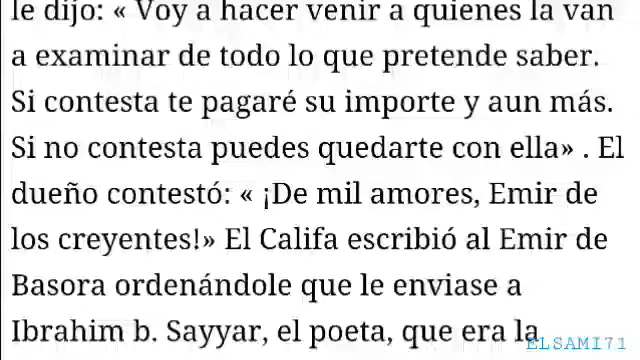 le dijo: « Voy a hacer venir a quienes la van
a examinar de todo lo que pretende saber.
Si contesta te pagaré su importe y aun más.
Si no contesta puedes quedarte con ella» . El
dueño contestó: « ¡De mil amores, Emir de
los creyentes!» El Califa escribió al Emir de
Basora ordenándole que le enviase a
Ibrahim b. Sayyar, el poeta, que era la
ELSAMI71